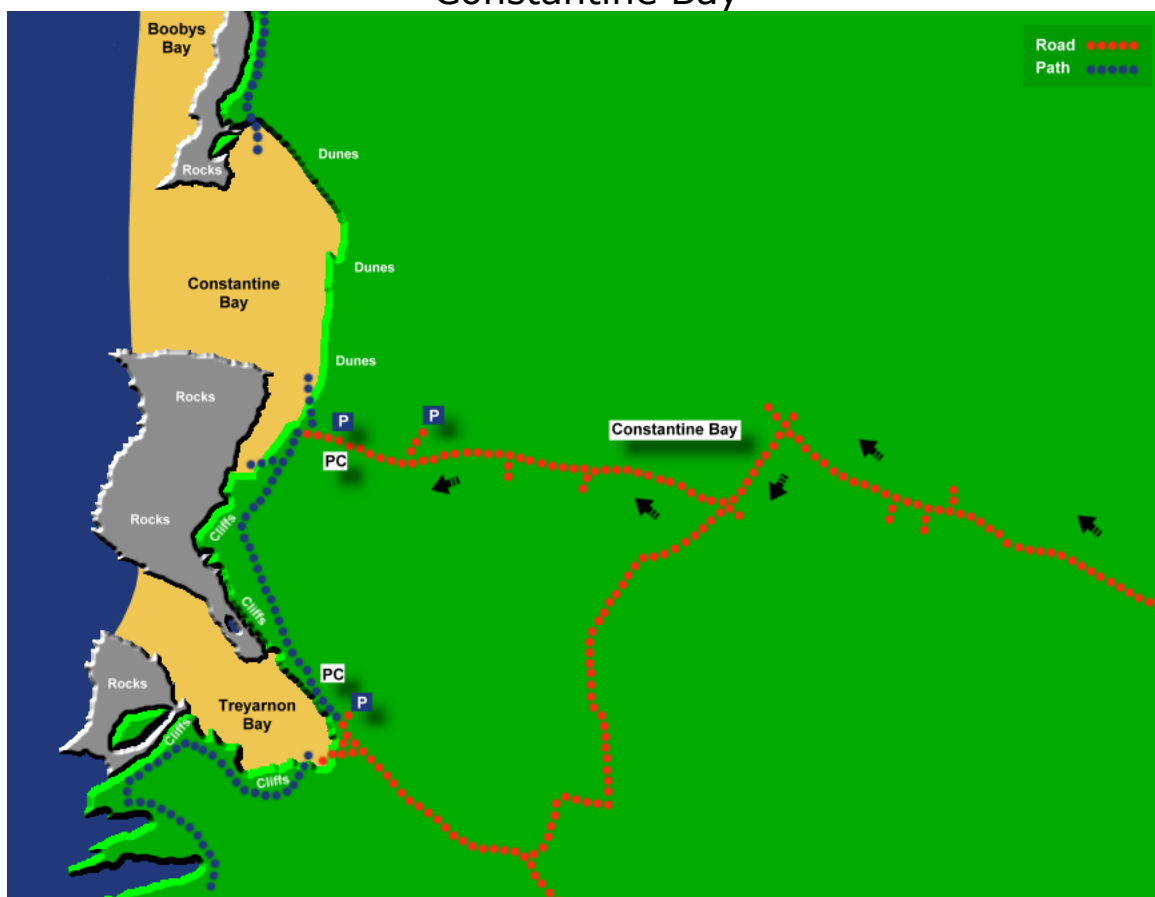 Constantine Bay
Boobys
Bay
Road
Path
Dunes
Rocks
Dunes
Constantine
Bay
Dunes
Rocks
P
P
Constantine Bay
PC
Rocks
Cliffs
Cliffs
PC
Rocks
P
Treyarnon
Bay
Cliffs
Cliffs